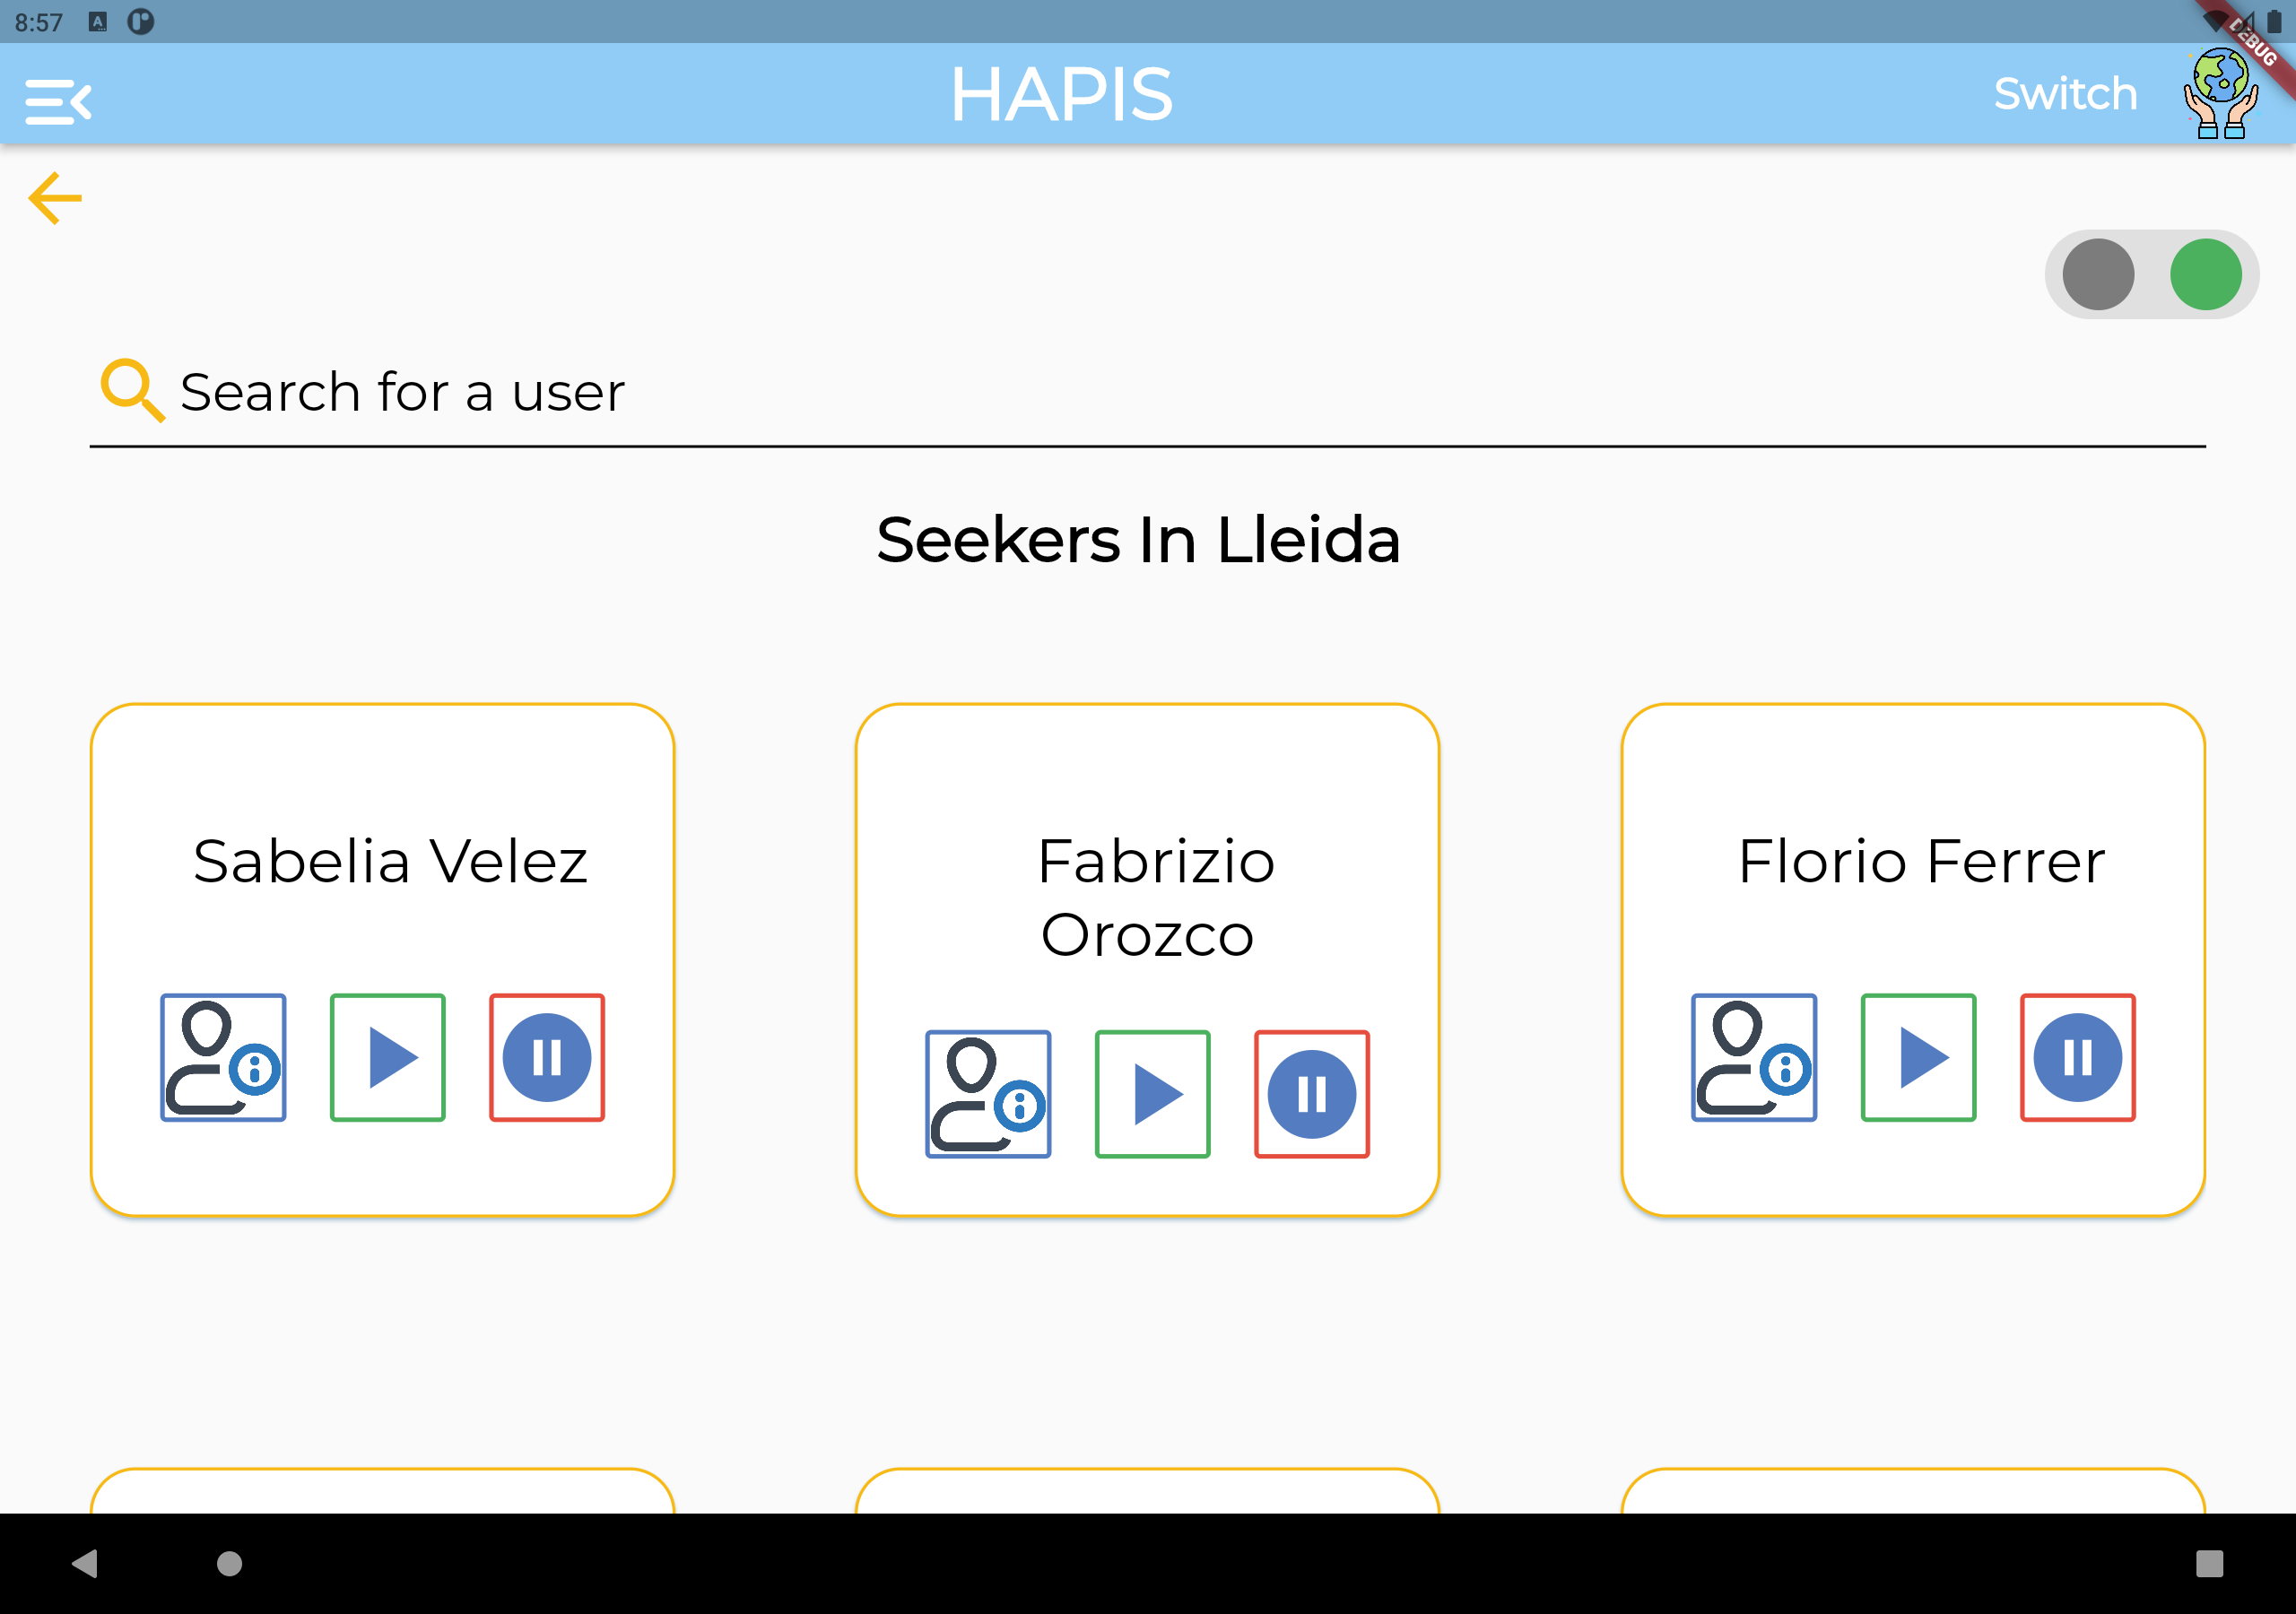 8:57
DEBUG
HAPIS
Switch
Search for a user
Seekers In Lleida
Sabelia Velez
Fabrizio
Orozco
Florio Ferrer